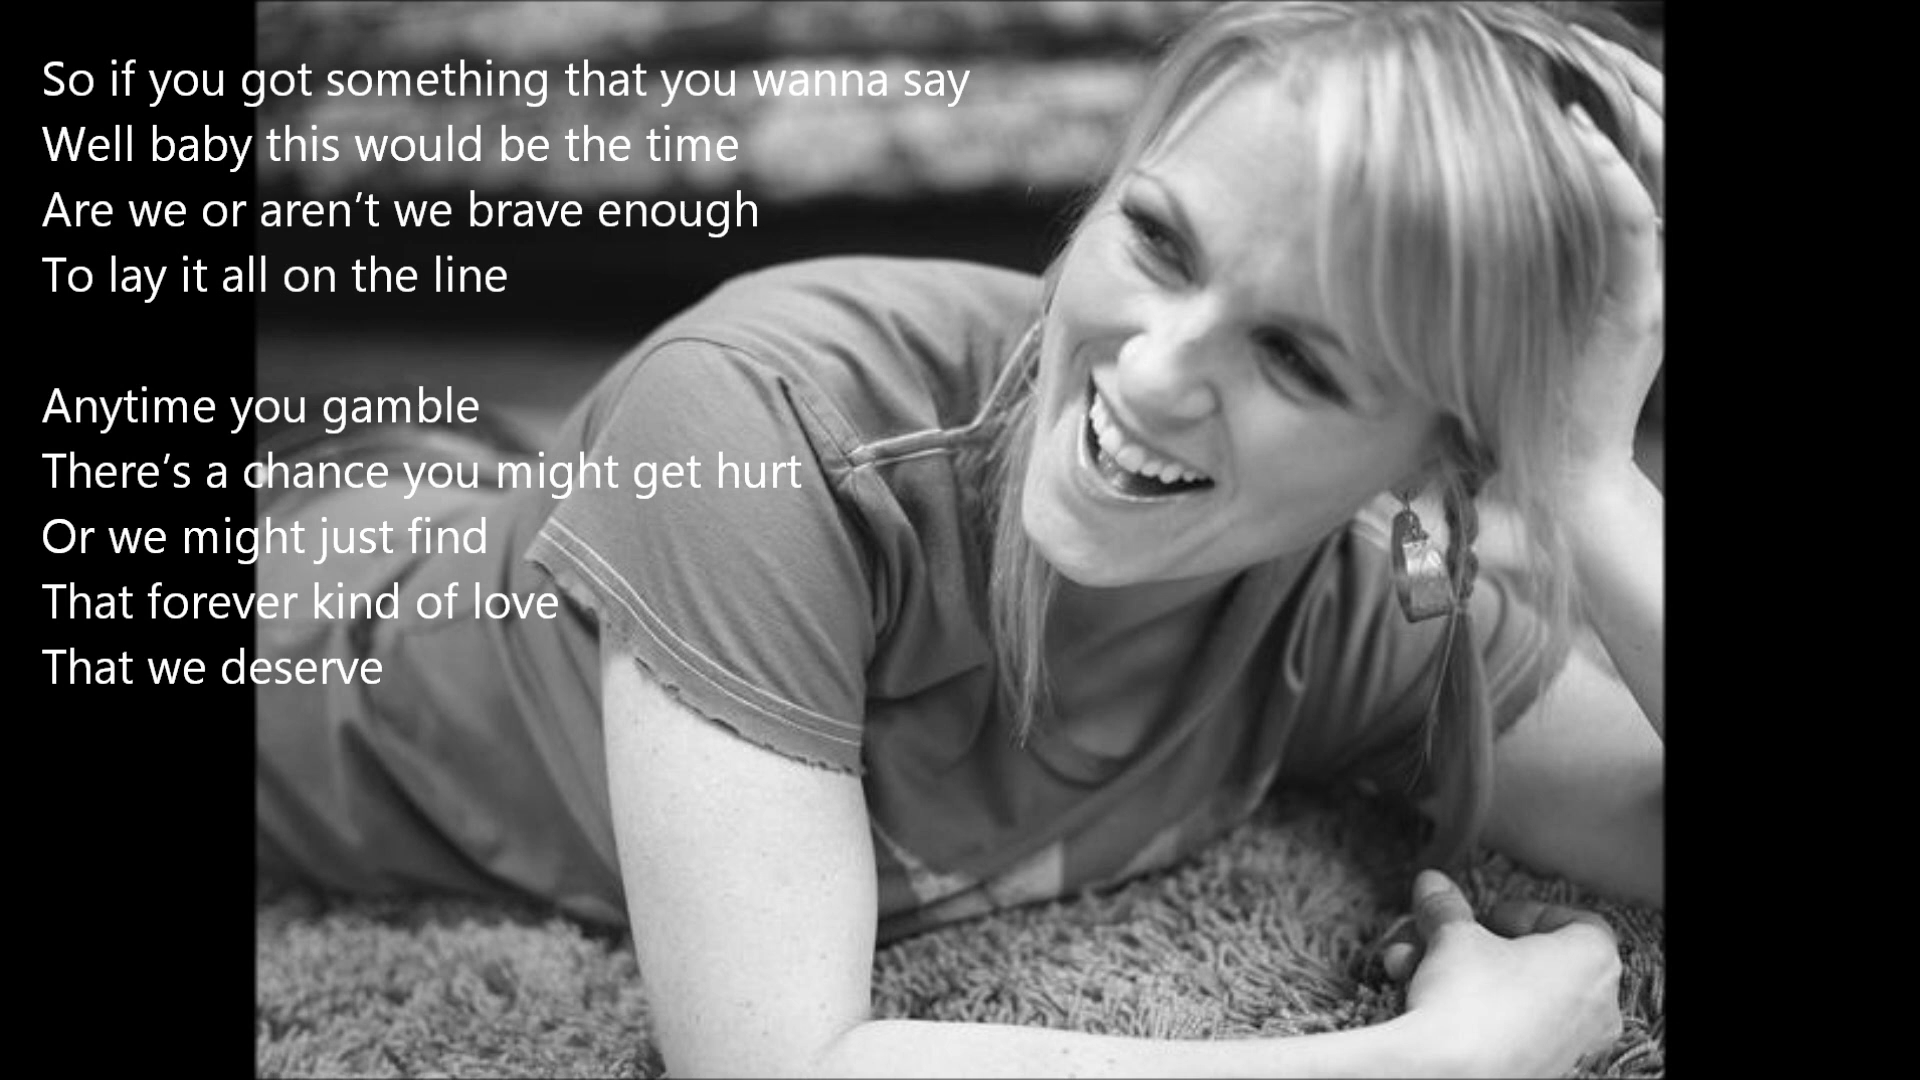 So if you got something that you wanna say
Well baby this would be the time
Are we or aren’t we brave enough
To lay it all on the line
Anytime you gamble
There’s a chance you might get hurt
Or we might just find
That forever kind of love
That we deserve